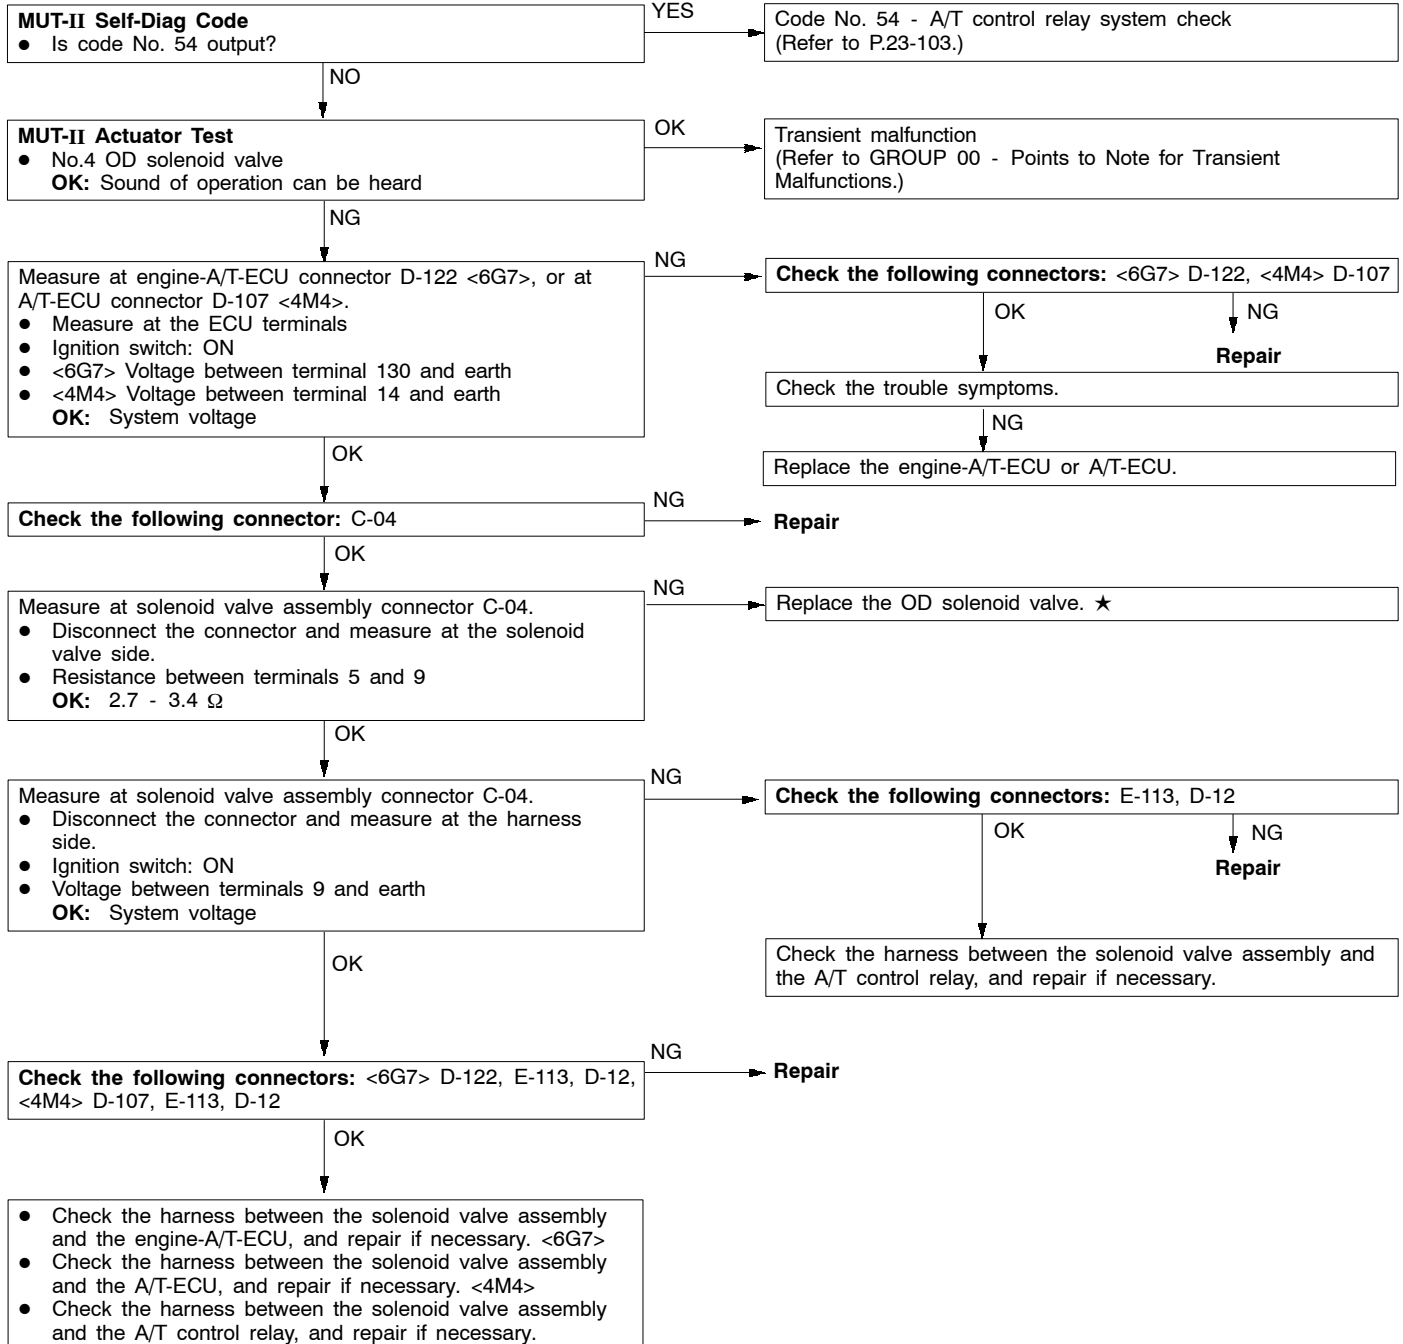 MUT-II Self-Diag Code
● Is code No. 54 output?
YES
Code No. 54 - A/T control relay system check
(Refer to P.23-103.)
NO
MUT-II Actuator Test
● No.4 OD solenoid valve
OK: Sound of operation can be heard
OK
Transient malfunction
(Refer to GROUP 00 - Points to Note for Transient
Malfunctions.)
NG
Measure at engine-A/T-ECU connector D-122 <6G7>, or at
A/T-ECU connector D-107 <4M4>.
● Measure at the ECU terminals
● Ignition switch: ON
● <6G7> Voltage between terminal 130 and earth
● <4M4> Voltage between terminal 14 and earth
OK: System voltage
NG
Check the following connectors: <6G7> D-122, <4M4> D-107
OK
NG
Repair
Check the trouble symptoms.
NG
Replace the engine-A/T-ECU or A/T-ECU.
OK
Check the following connector: C-04
NG
Repair
OK
Measure at solenoid valve assembly connector C-04.
● Disconnect the connector and measure at the solenoid
valve side.
● Resistance between terminals 5 and 9
OK: 2.7 - 3.4 Ω
NG
Replace the OD solenoid valve. ★
OK
Measure at solenoid valve assembly connector C-04.
● Disconnect the connector and measure at the harness
side.
● Ignition switch: ON
● Voltage between terminals 9 and earth
OK: System voltage
NG
Check the following connectors: E-113, D-12
OK
NG
Repair
Check the harness between the solenoid valve assembly and
the A/T control relay, and repair if necessary.
OK
Check the following connectors: <6G7> D-122, E-113, D-12,
<4M4> D-107, E-113, D-12
NG
Repair
OK
● Check the harness between the solenoid valve assembly
and the engine-A/T-ECU, and repair if necessary. <6G7>
● Check the harness between the solenoid valve assembly
and the A/T-ECU, and repair if necessary. <4M4>
● Check the harness between the solenoid valve assembly
and the A/T control relay, and repair if necessary.